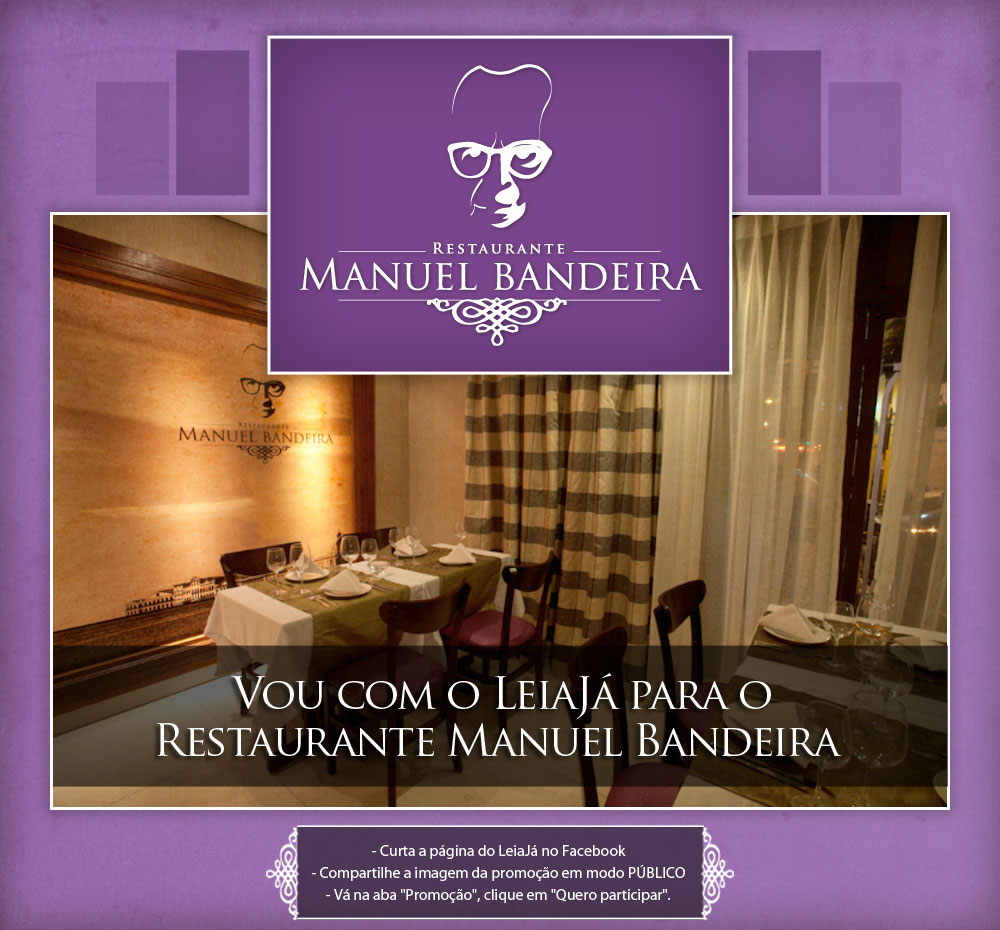 RESTAURANTE
MANUEL BANDEIRA
RESTAURANTE
MANUEL BANDEIRA
VOU COM O LEIAJÁ PARA O
RESTAURANTE MANUEL BANDEIRA
- Curta a página do LeiaJá no Facebook
- Compartilhe a imagem da promoção em modo PÚBLICO
- Vá na aba "Promoção", clique em "Quero participar".